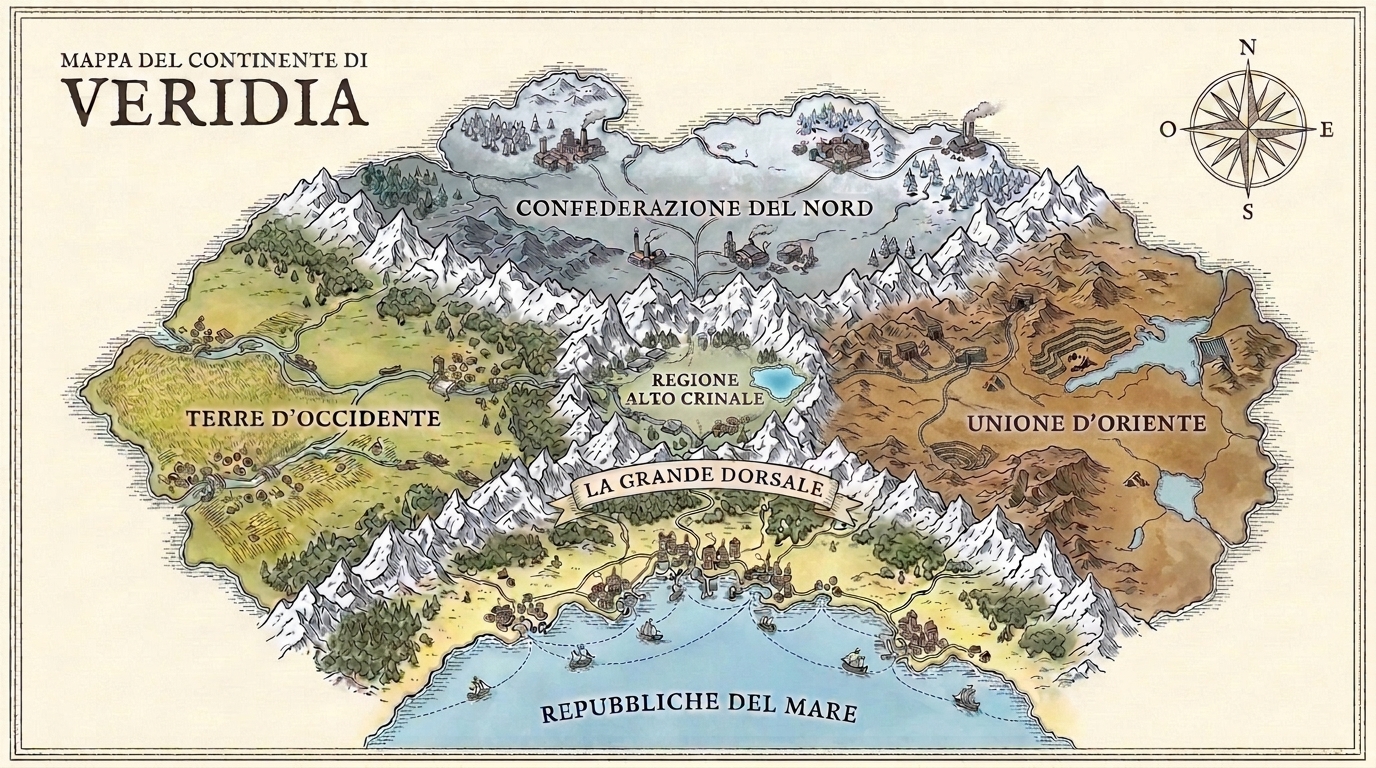 MAPPA DEL CONTINENTE DI
VERIDIA
N
O
E
S
CONFEDERAZIONE DEL NORD
REGIONE
ALTO CRINALE
TERRE D'OCCIDENTE
UNIONE D'ORIENTE
LA GRANDE DORSALE
REPUBBLICHE DEL MARE